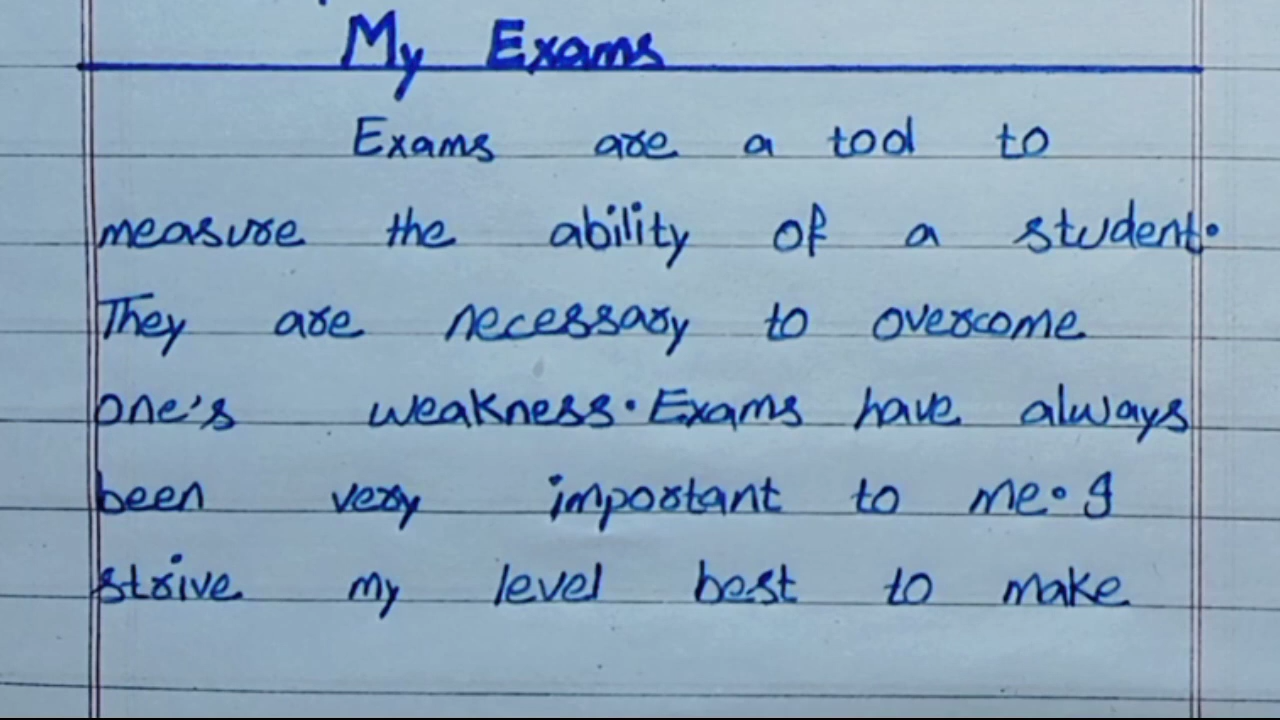 My Exams
Exams are a tool to
measure the ability of a student.
They are necessary to overcome
one's weakness. Exams have always
been very important to me. I
strive my level best to make